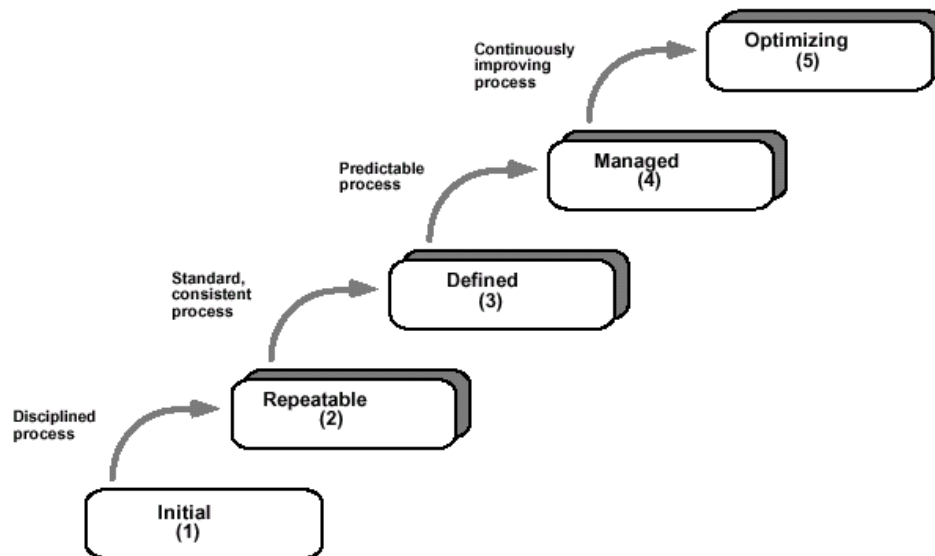 Continuously
improving
process
Optimizing
(5)
Predictable
process
Managed
(4)
Standard,
consistent
process
Defined
(3)
Disciplined
process
Repeatable
(2)
Initial
(1)